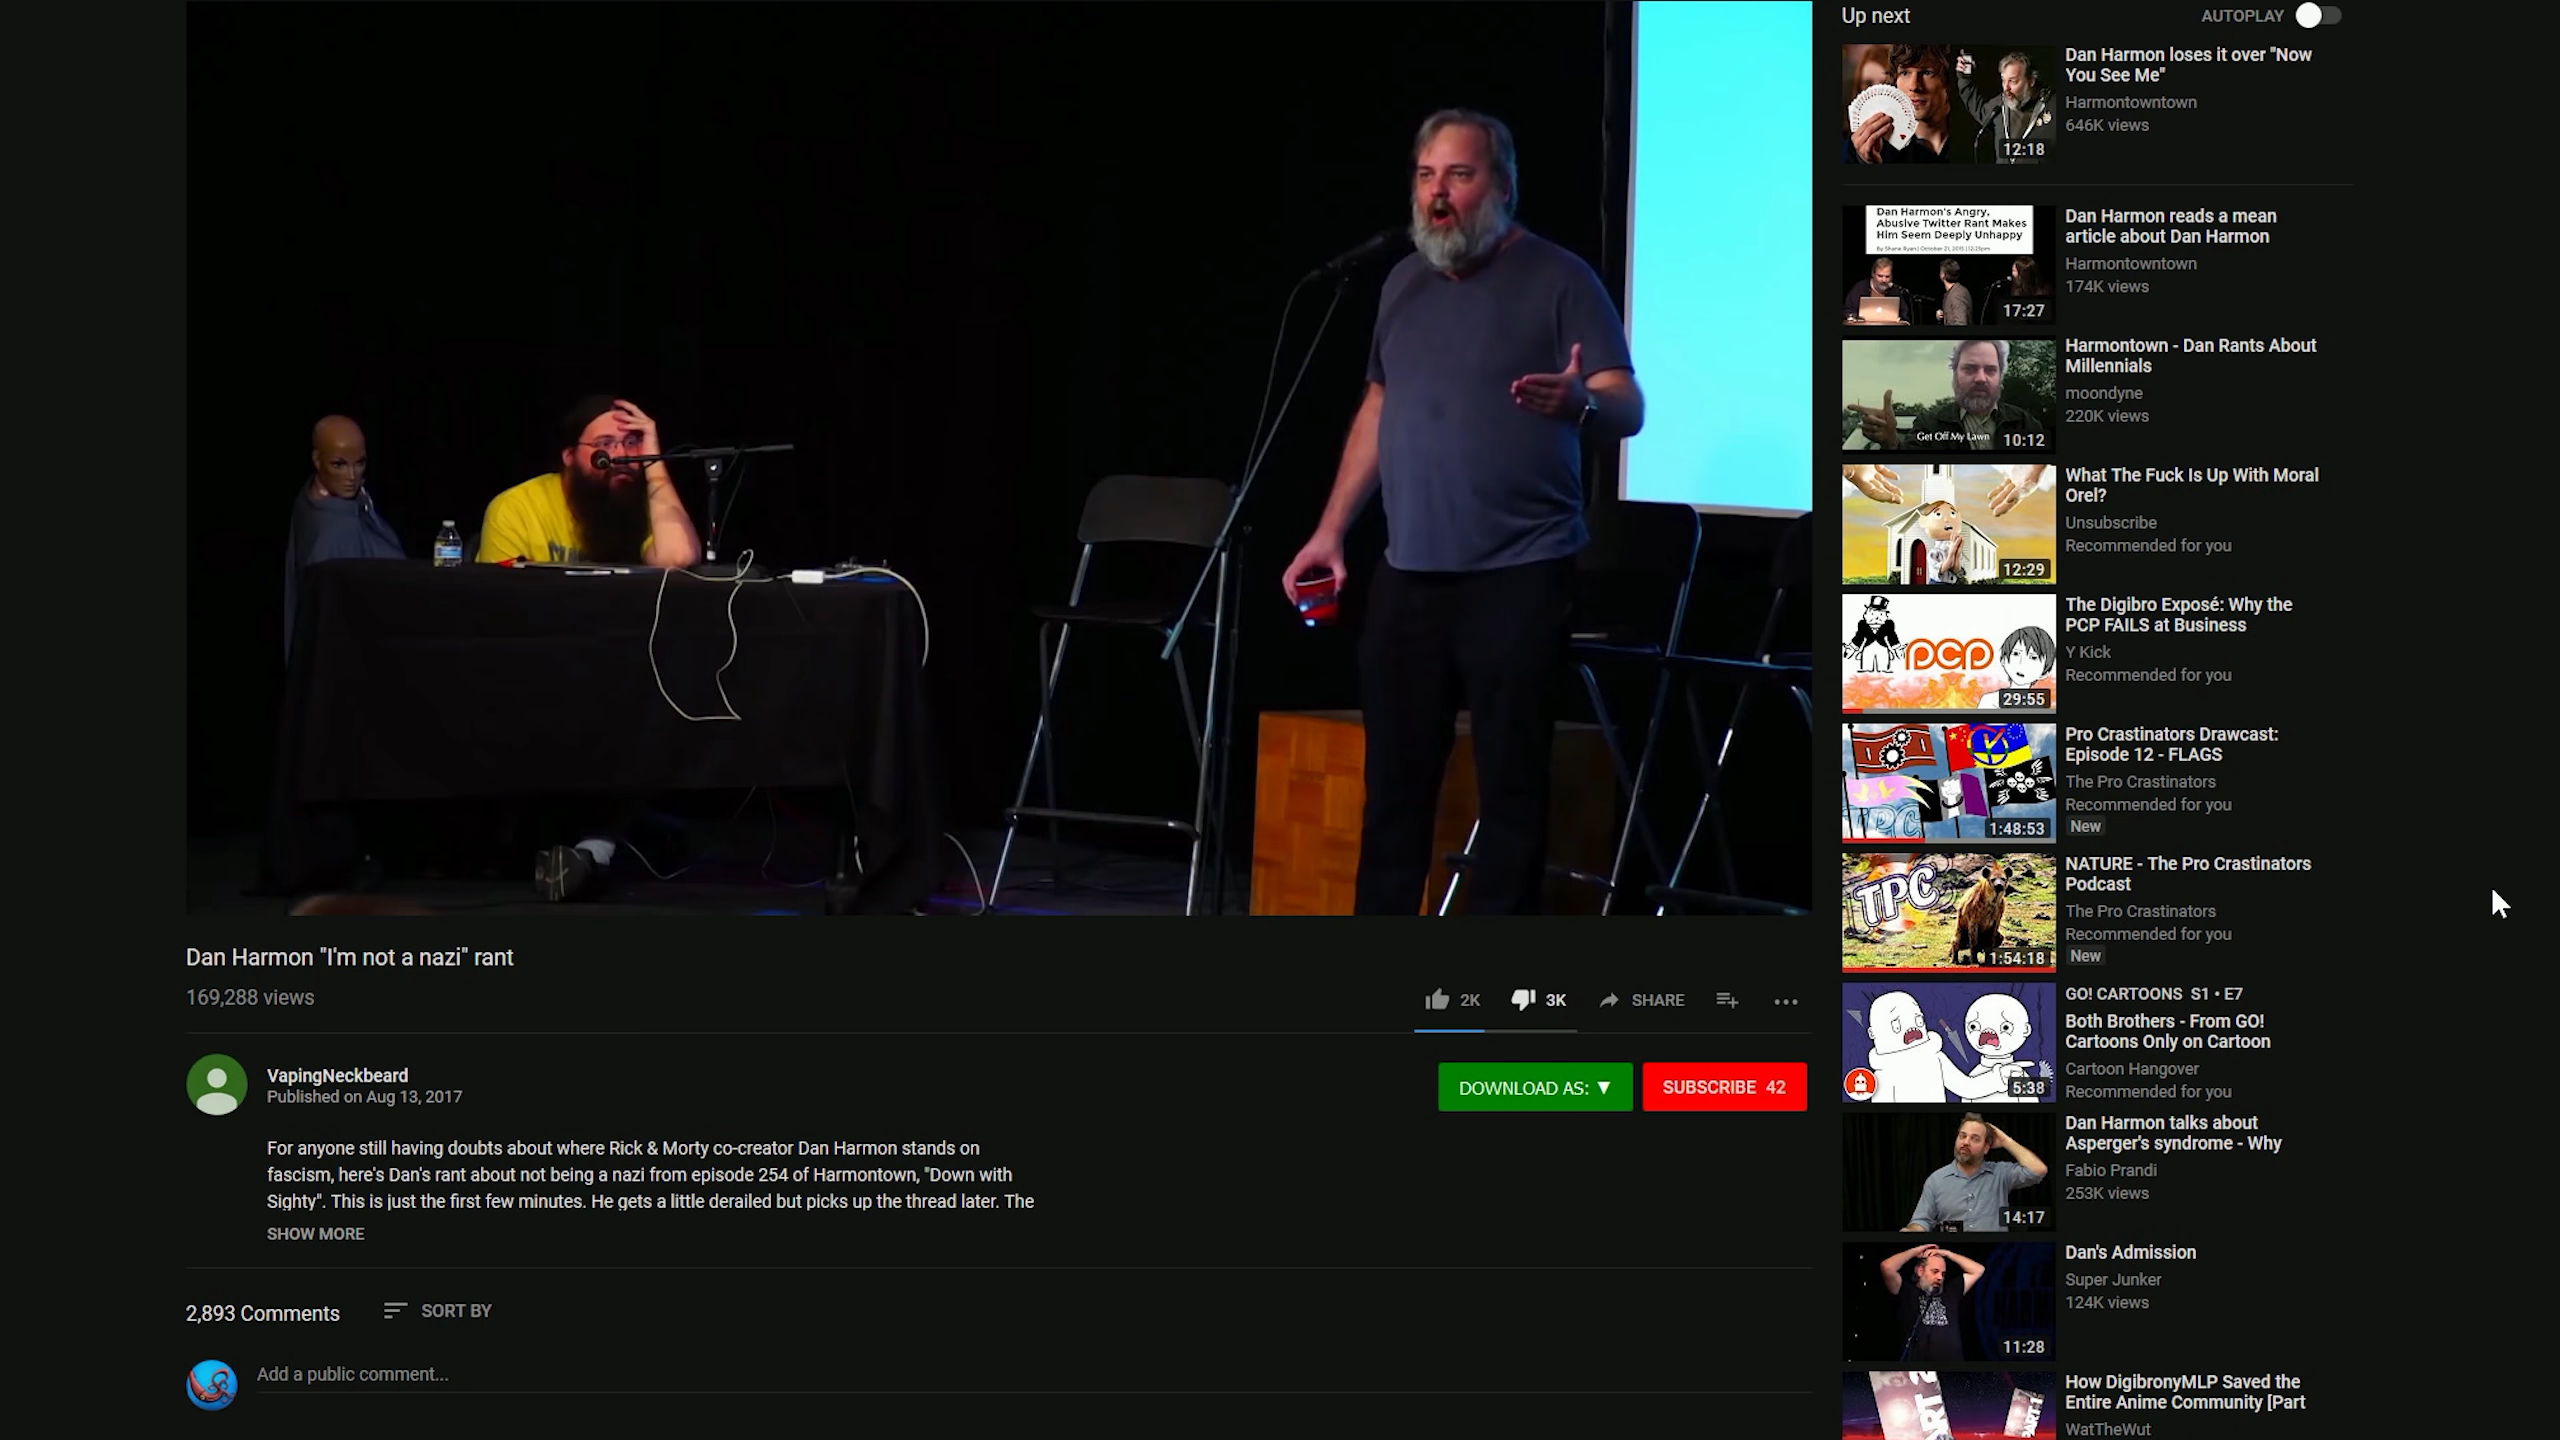 Up next
AUTOPLAY
Dan Harmon loses it over "Now
You See Me"
Harmontowntown
646K views
12:18
Dan Harmon's Angry,
Abusive Twitter Rant Makes
Him Seem Deeply Unhappy
By Shane Ryan | October 21, 2015 | 12:25pm
17:27
Dan Harmon reads a mean
article about Dan Harmon
Harmontowntown
174K views
Get Off My Lawn
10:12
Harmontown - Dan Rants About
Millennials
moondyne
220K views
What The Fuck Is Up With Moral
Orel?
Unsubscribe
Recommended for you
12:29
pcp
29:55
The Digibro Exposé: Why the
PCP FAILS at Business
Y Kick
Recommended for you
TPC
1:48:53
Pro Crastinators Drawcast:
Episode 12 - FLAGS
The Pro Crastinators
Recommended for you
New
TPC
1:54:18
NATURE - The Pro Crastinators
Podcast
The Pro Crastinators
Recommended for you
New
5:38
GO! CARTOONS S1 • E7
Both Brothers - From GO!
Cartoons Only on Cartoon
Cartoon Hangover
Recommended for you
14:17
Dan Harmon talks about
Asperger's syndrome - Why
Fabio Prandi
253K views
11:28
Dan's Admission
Super Junker
124K views
How DigibronyMLP Saved the
Entire Anime Community [Part
WatTheWut
Dan Harmon "I'm not a nazi" rant
169,288 views
2K
3K
SHARE
VapingNeckbeard
Published on Aug 13, 2017
DOWNLOAD AS: ▼
SUBSCRIBE 42
For anyone still having doubts about where Rick & Morty co-creator Dan Harmon stands on
fascism, here's Dan's rant about not being a nazi from episode 254 of Harmontown, "Down with
Sighty". This is just the first few minutes. He gets a little derailed but picks up the thread later. The
SHOW MORE
2,893 Comments
SORT BY
Add a public comment...